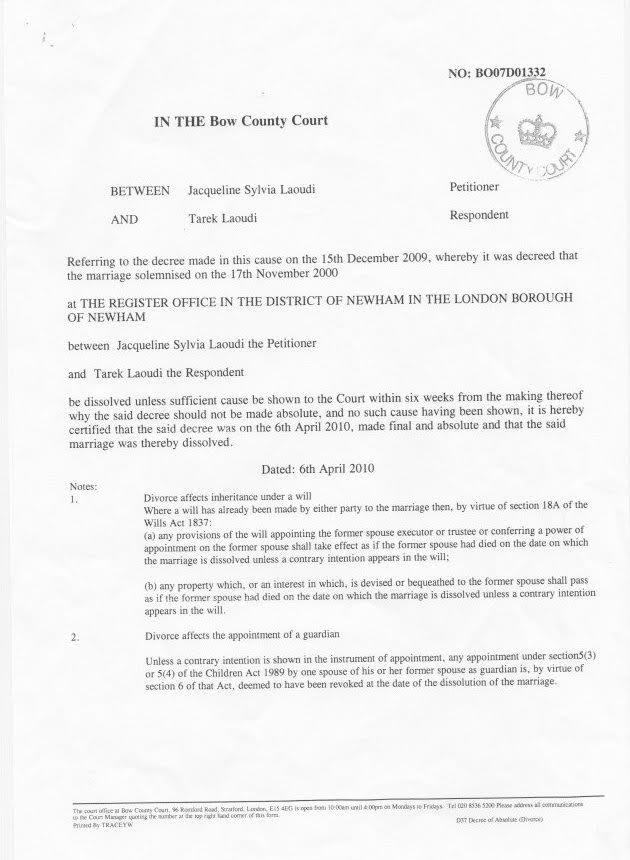 NO: BO07D01332
BOW
COUNTY COURT
IN THE Bow County Court
BETWEEN Jacqueline Sylvia Laoudi Petitioner
AND Tarek Laoudi Respondent
Referring to the decree made in this cause on the 15th December 2009, whereby it was decreed that
the marriage solemnised on the 17th November 2000
at THE REGISTER OFFICE IN THE DISTRICT OF NEWHAM IN THE LONDON BOROUGH
OF NEWHAM
between Jacqueline Sylvia Laoudi the Petitioner
and Tarek Laoudi the Respondent
be dissolved unless sufficient cause be shown to the Court within six weeks from the making thereof
why the said decree should not be made absolute, and no such cause having been shown, it is hereby
certified that the said decree was on the 6th April 2010, made final and absolute and that the said
marriage was thereby dissolved.
Dated: 6th April 2010
Notes:
1. Divorce affects inheritance under a will
Where a will has already been made by either party to the marriage then, by virtue of section 18A of the
Wills Act 1837:
(a) any provisions of the will appointing the former spouse executor or trustee or conferring a power of
appointment on the former spouse shall take effect as if the former spouse had died on the date on which
the marriage is dissolved unless a contrary intention appears in the will;
(b) any property which, or an interest in which, is devised or bequeathed to the former spouse shall pass
as if the former spouse had died on the date on which the marriage is dissolved unless a contrary intention
appears in the will.
2. Divorce affects the appointment of a guardian
Unless a contrary intention is shown in the instrument of appointment, any appointment under section5(3)
or 5(4) of the Children Act 1989 by one spouse of his or her former spouse as guardian is, by virtue of
section 6 of that Act, deemed to have been revoked at the date of the dissolution of the marriage.
The court office at Bow County Court, 96 Romford Road, Stratford, London, E15 4EG is open from 10:00am until 4:00pm on Mondays to Fridays. Tel 020 8536 5200 Please address all communications
to the Court Manager quoting the number at the top right hand corner of this form.
Printed By TRACEYW D37 Decree of Absolute (Divorce)